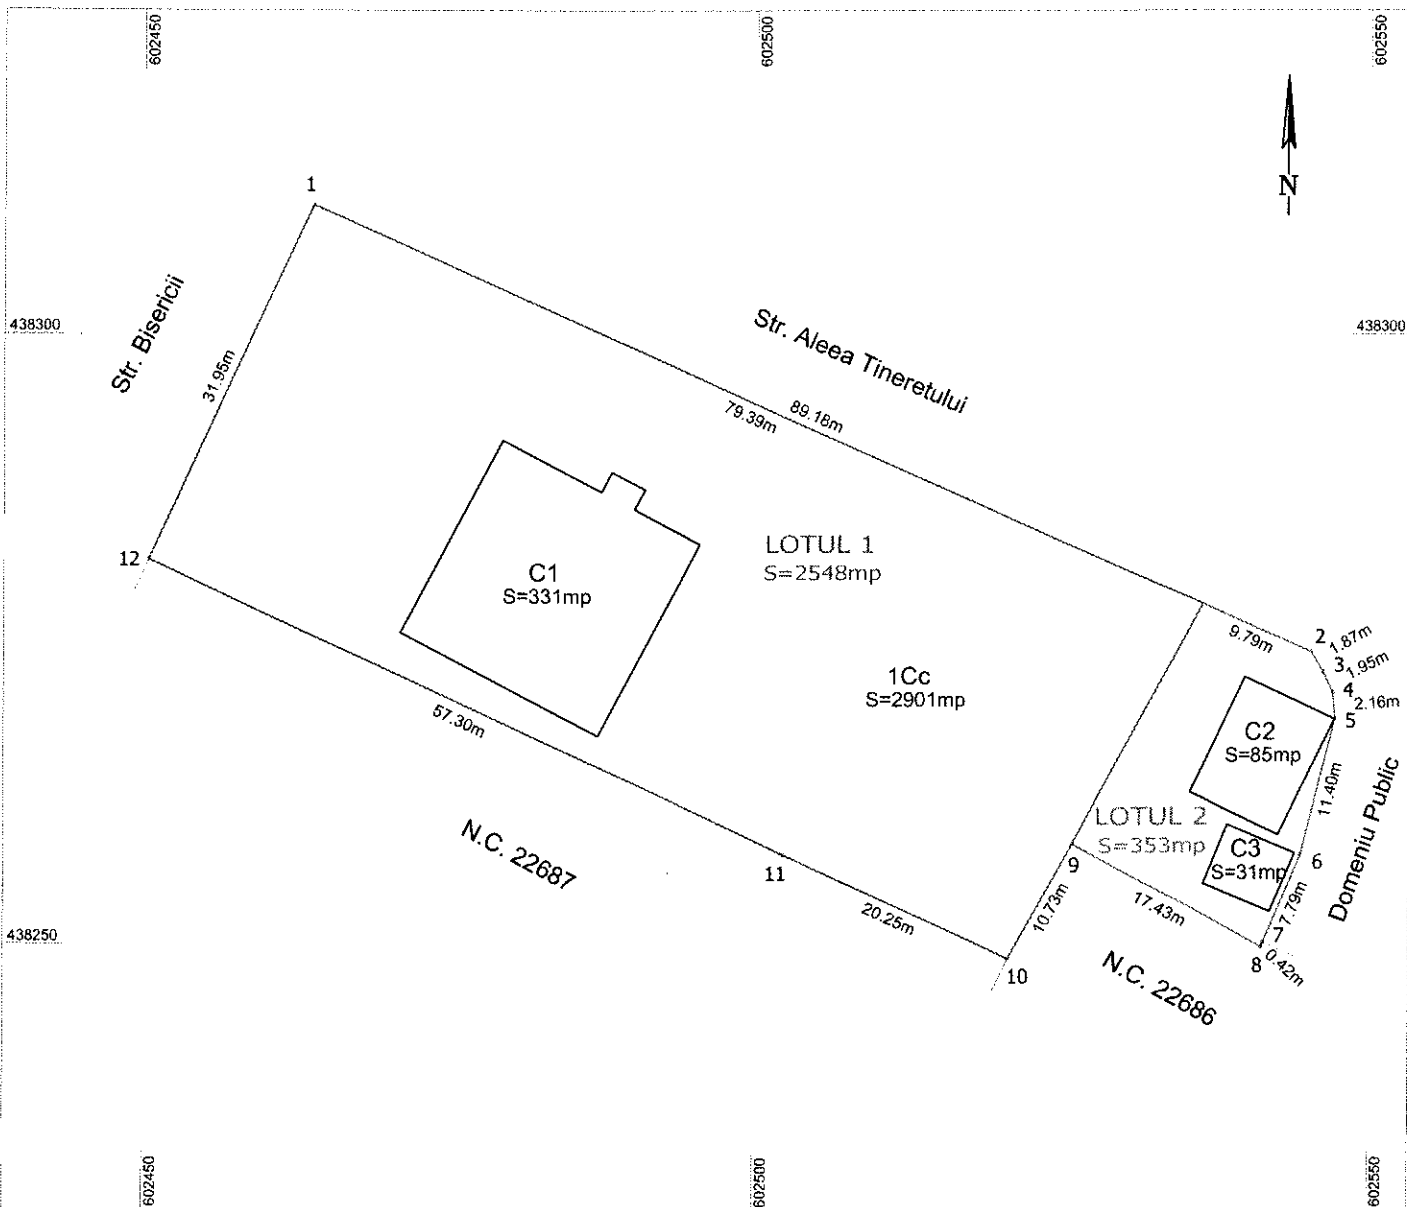 602450
602500
602550
N
1
Str. Bisericii
438300
438300
Str. Aleea Tineretului
31.95m
79.39m
89.18m
12
LOTUL 1
S=2548mp
C1
S=331mp
9.79m
2
1.87m
3
1.95m
4
2.16m
5
1Cc
S=2901mp
57.30m
C2
S=85mp
11.40m
Domeniu Public
LOTUL 2
S=353mp
C3
S=31mp
6
N.C. 22687
11
9
10.73m
17.43m
7.79m
20.25m
7
438250
8
0.42m
10
N.C. 22686
602450
602500
602550